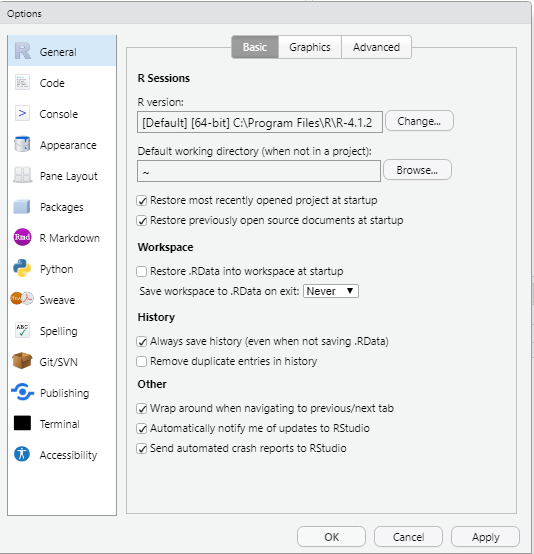 Options
General
Code
Console
Appearance
Pane Layout
Packages
Rmd R Markdown
Python
Sweave
ABC Spelling
Git/SVN
Publishing
Terminal
Accessibility
Basic Graphics Advanced
R Sessions
R version:
[Default] [64-bit] C:\Program Files\R\R-4.1.2 Change...
Default working directory (when not in a project):
~ Browse...
Restore most recently opened project at startup
Restore previously open source documents at startup
Workspace
Restore .RData into workspace at startup
Save workspace to .RData on exit: Never
History
Always save history (even when not saving .RData)
Remove duplicate entries in history
Other
Wrap around when navigating to previous/next tab
Automatically notify me of updates to RStudio
Send automated crash reports to RStudio
OK Cancel Apply